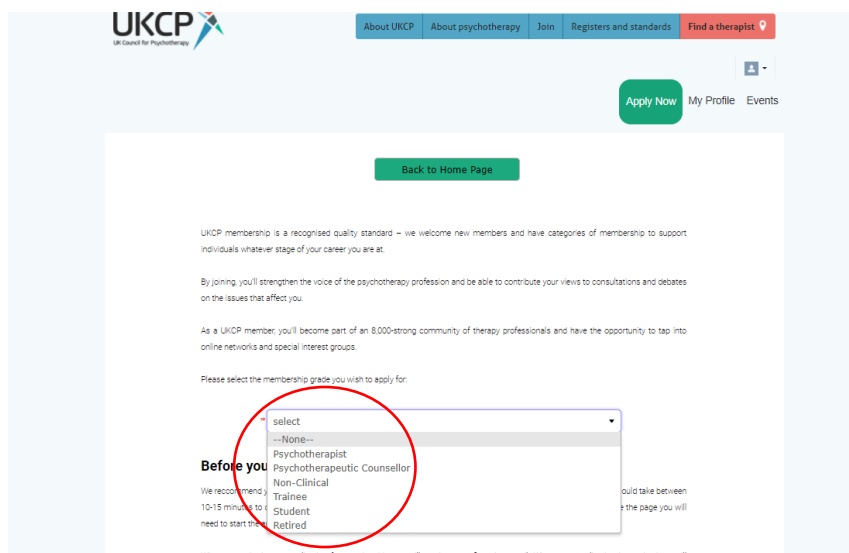 UKCP
UK Council for Psychotherapy
About UKCP About psychotherapy Join Registers and standards Find a therapist
Apply Now My Profile Events
Back to Home Page
UKCP membership is a recognised quality standard – we welcome new members and have categories of membership to support
individuals whatever stage of your career you are at.
By joining, you'll strengthen the voice of the psychotherapy profession and be able to contribute your views to consultations and debates
on the issues that affect you.
As a UKCP member, you'll become part of an 8,000-strong community of therapy professionals and have the opportunity to tap into
online networks and special interest groups.
Please select the membership grade you wish to apply for:
* select
--None--
Psychotherapist
Before you
Psychotherapeutic Counsellor
Non-Clinical
We reccommend
ould take between
Trainee
10-15 minutes to
Student
e the page you will
need to start the
Retired